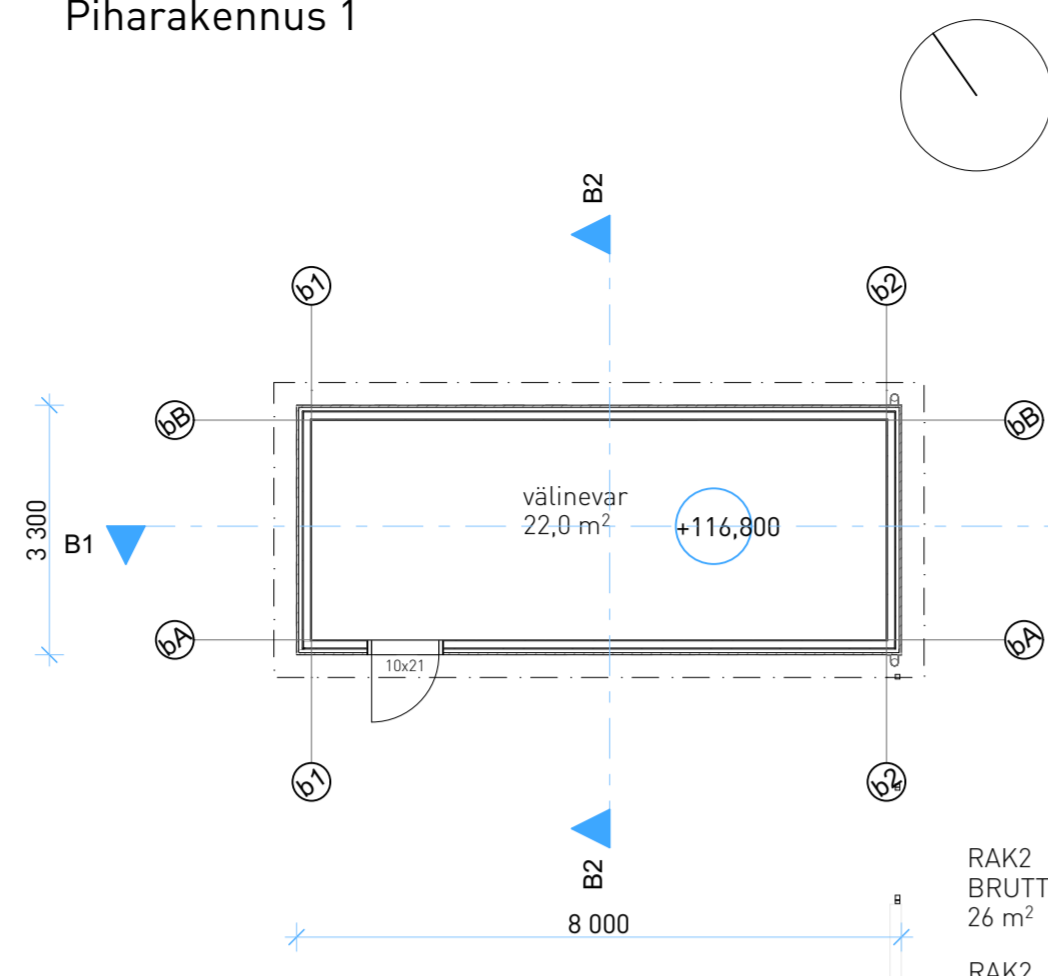 Piharakennus 1
B2
b1
b2
bB
bB
välinevar
22,0 m²
+116,800
3 300
B1
bA
bA
10x21
b1
b2
B2
8 000
RAK2
BRUTT
26 m²
RAK2